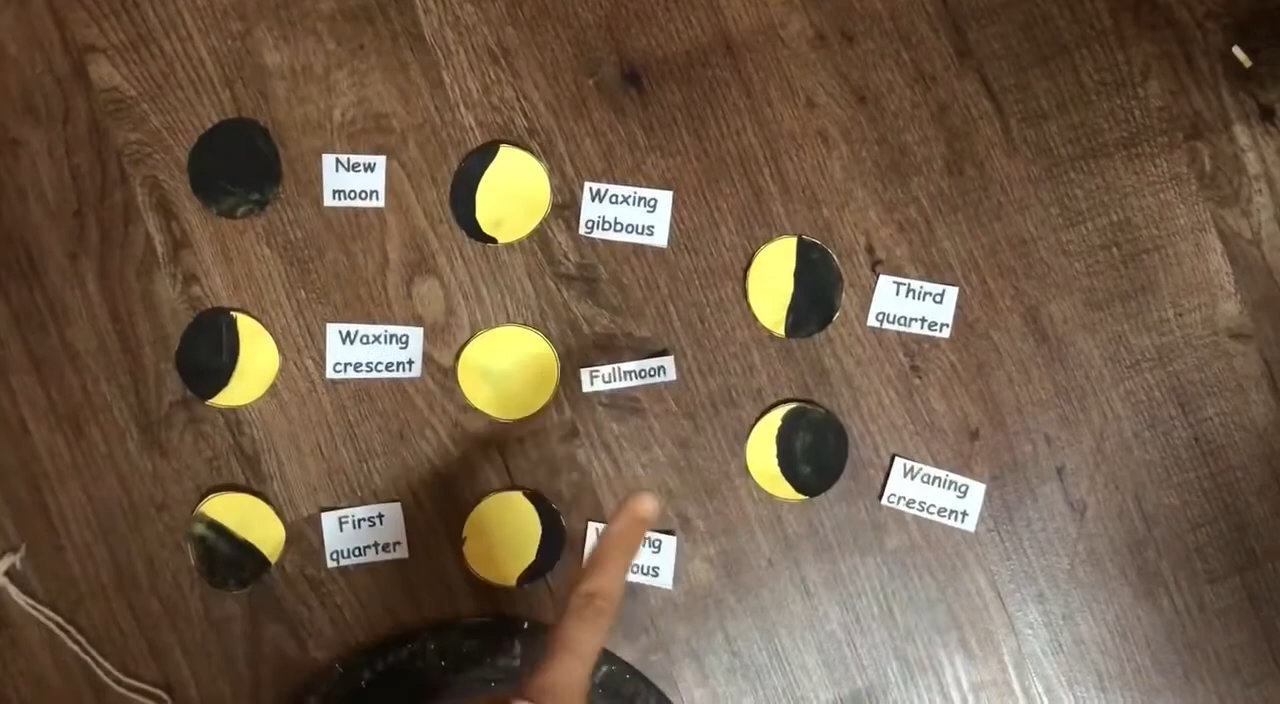 New
moon
Waxing
crescent
First
quarter
Waxing
gibbous
Fullmoon
Third
quarter
Waning
crescent